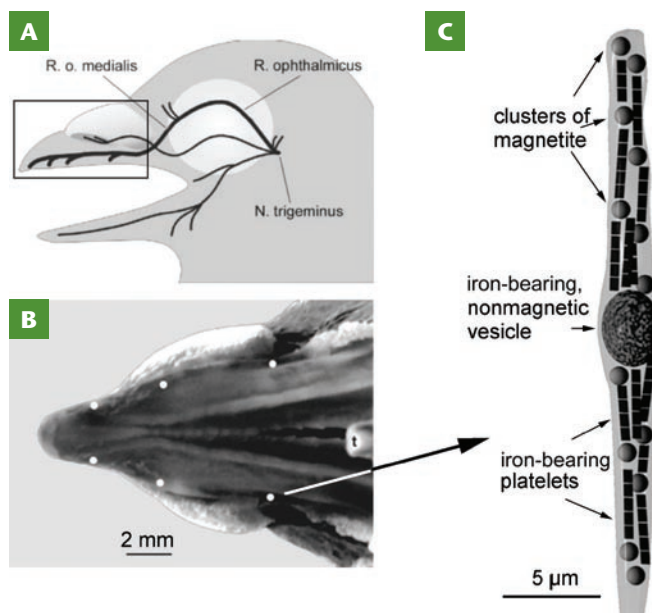 A
R. o. medialis
R. ophthalmicus
N. trigeminus
B
t
2 mm
C
clusters of
magnetite
iron-bearing,
nonmagnetic
vesicle
iron-bearing
platelets
5 µm